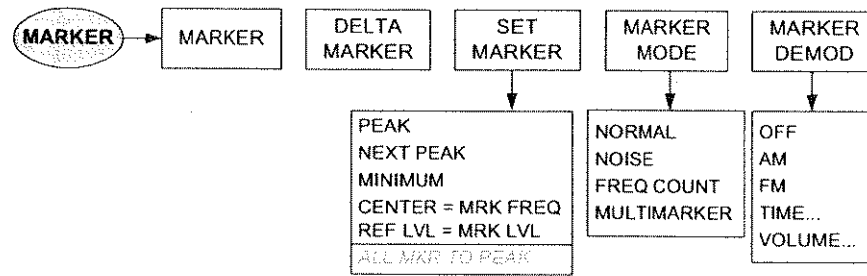 MARKER
MARKER
DELTA
MARKER
SET
MARKER
MARKER
MODE
MARKER
DEMOD
PEAK
NEXT PEAK
MINIMUM
CENTER = MRK FREQ
REF LVL = MRK LVL
ALL MKR TO PEAK
NORMAL
NOISE
FREQ COUNT
MULTIMARKER
OFF
AM
FM
TIME...
VOLUME...